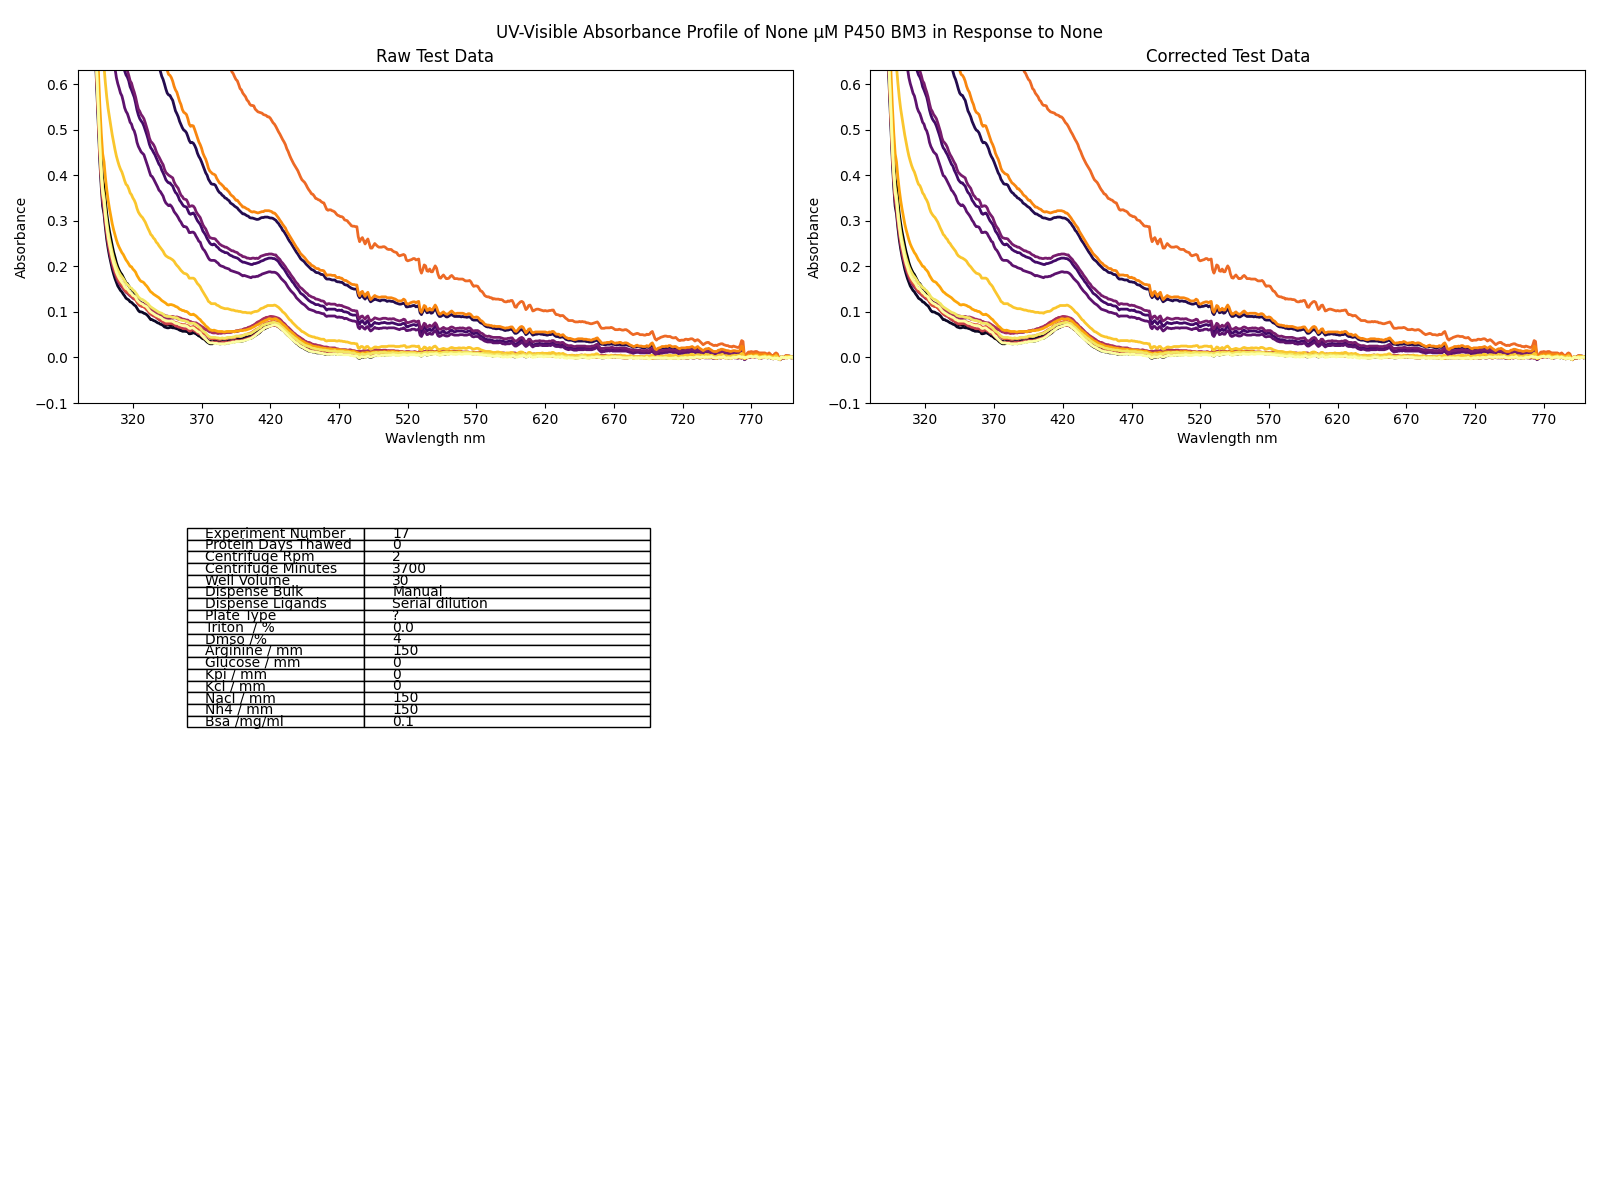 UV-Visible Absorbance Profile of None µM P450 BM3 in Response to None
Raw Test Data
0.6
0.5
0.4
0.3
0.2
0.1
0.0
−0.1
Absorbance
320 370 420 470 520 570 620 670 720 770
Wavlength nm
Corrected Test Data
0.6
0.5
0.4
0.3
0.2
0.1
0.0
−0.1
Absorbance
320 370 420 470 520 570 620 670 720 770
Wavlength nm
Experiment Number 17
Protein Days Thawed 0
Centrifuge Rpm 2
Centrifuge Minutes 3700
Well Volume 30
Dispense Bulk Manual
Dispense Ligands Serial dilution
Plate Type ?
Triton / % 0.0
Dmso /% 4
Arginine / mm 150
Glucose / mm 0
Kpi / mm 0
Kcl / mm 0
Nacl / mm 150
Nh4 / mm 150
Bsa /mg/ml 0.1